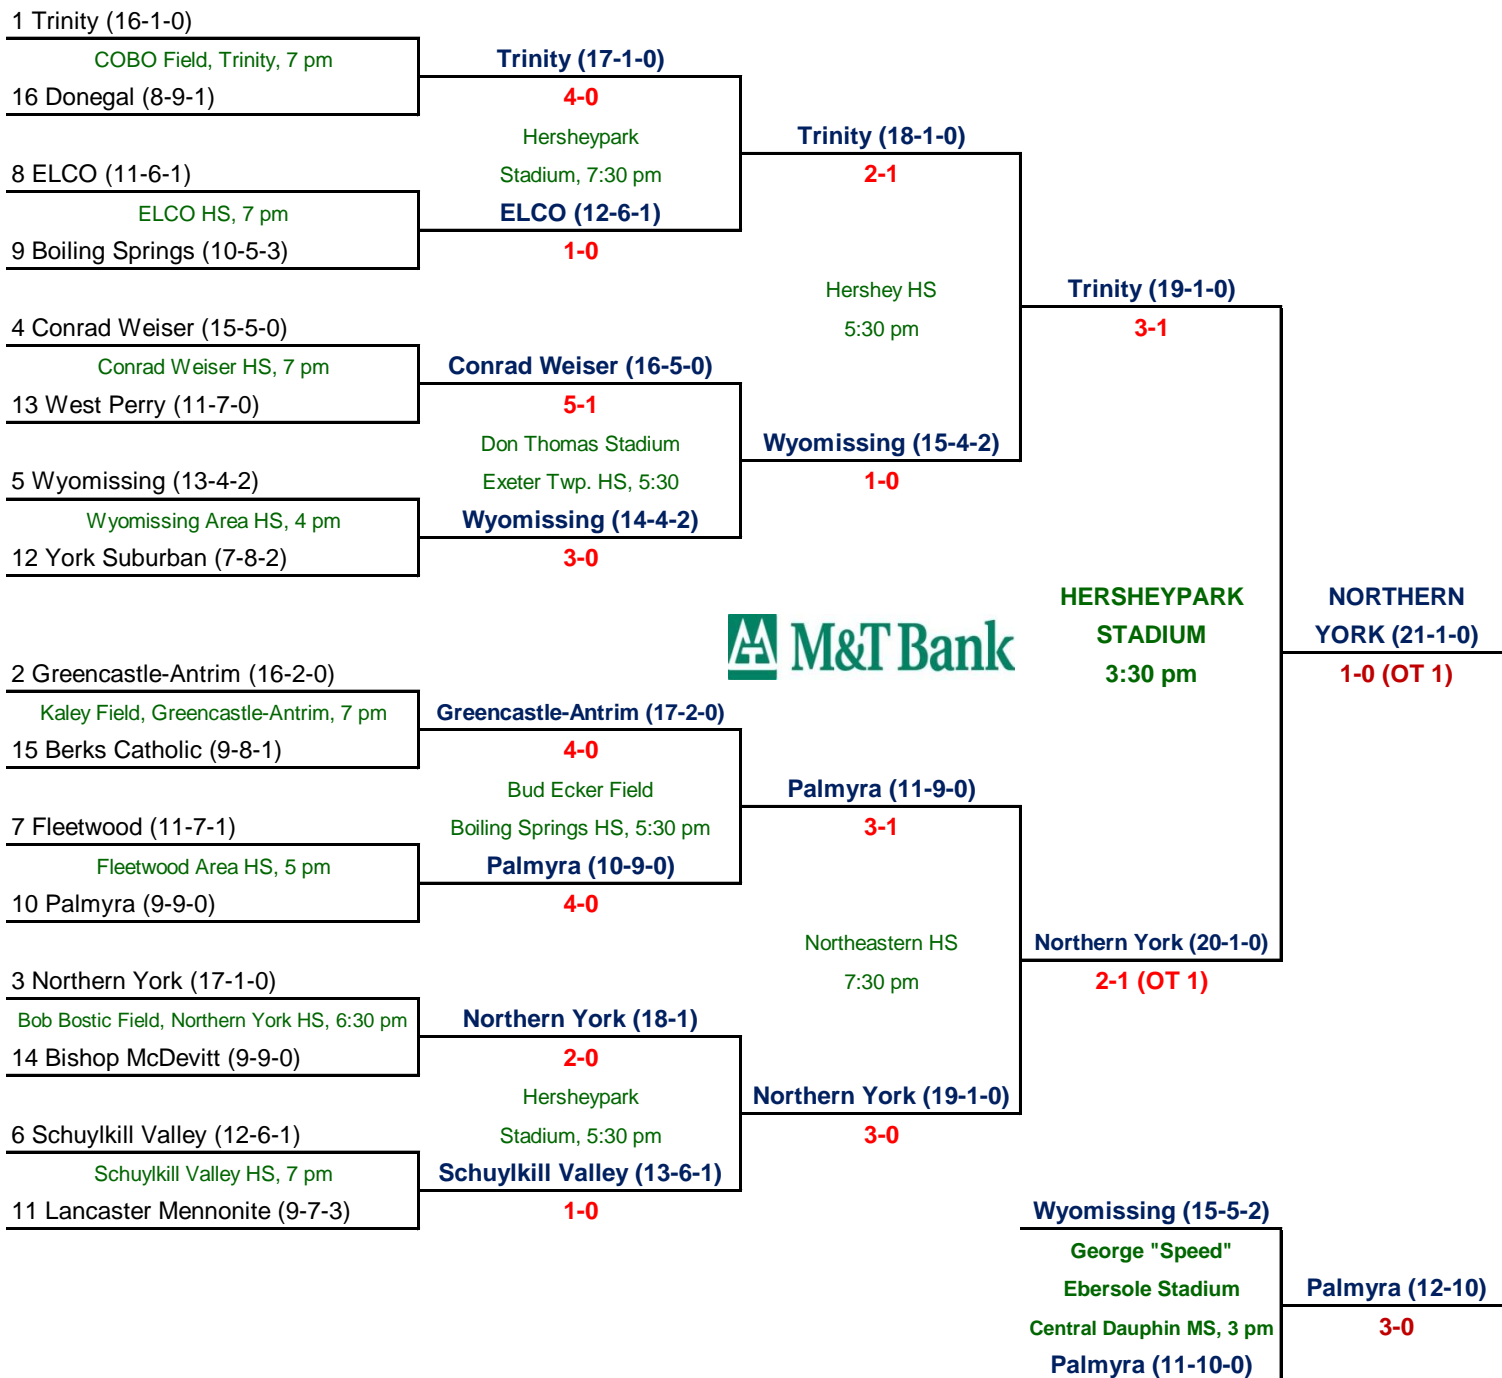 1 Trinity (16-1-0)
COBO Field, Trinity, 7 pm
Trinity (17-1-0)
16 Donegal (8-9-1)
4-0
Hersheypark
Trinity (18-1-0)
8 ELCO (11-6-1)
Stadium, 7:30 pm
2-1
ELCO HS, 7 pm
ELCO (12-6-1)
9 Boiling Springs (10-5-3)
1-0
Hershey HS
Trinity (19-1-0)
4 Conrad Weiser (15-5-0)
5:30 pm
3-1
Conrad Weiser HS, 7 pm
Conrad Weiser (16-5-0)
13 West Perry (11-7-0)
5-1
Don Thomas Stadium
Wyomissing (15-4-2)
5 Wyomissing (13-4-2)
Exeter Twp. HS, 5:30
1-0
Wyomissing Area HS, 4 pm
Wyomissing (14-4-2)
12 York Suburban (7-8-2)
3-0
HERSHEYPARK
NORTHERN
M&T Bank
STADIUM
YORK (21-1-0)
2 Greencastle-Antrim (16-2-0)
3:30 pm
1-0 (OT 1)
Kaley Field, Greencastle-Antrim, 7 pm
Greencastle-Antrim (17-2-0)
15 Berks Catholic (9-8-1)
4-0
Bud Ecker Field
Palmyra (11-9-0)
7 Fleetwood (11-7-1)
Boiling Springs HS, 5:30 pm
3-1
Fleetwood Area HS, 5 pm
Palmyra (10-9-0)
10 Palmyra (9-9-0)
4-0
Northeastern HS
Northern York (20-1-0)
3 Northern York (17-1-0)
7:30 pm
2-1 (OT 1)
Bob Bostic Field, Northern York HS, 6:30 pm
Northern York (18-1)
14 Bishop McDevitt (9-9-0)
2-0
Hersheypark
Northern York (19-1-0)
6 Schuylkill Valley (12-6-1)
Stadium, 5:30 pm
3-0
Schuylkill Valley HS, 7 pm
Schuylkill Valley (13-6-1)
11 Lancaster Mennonite (9-7-3)
1-0
Wyomissing (15-5-2)
George "Speed"
Ebersole Stadium
Palmyra (12-10)
Central Dauphin MS, 3 pm
3-0
Palmyra (11-10-0)